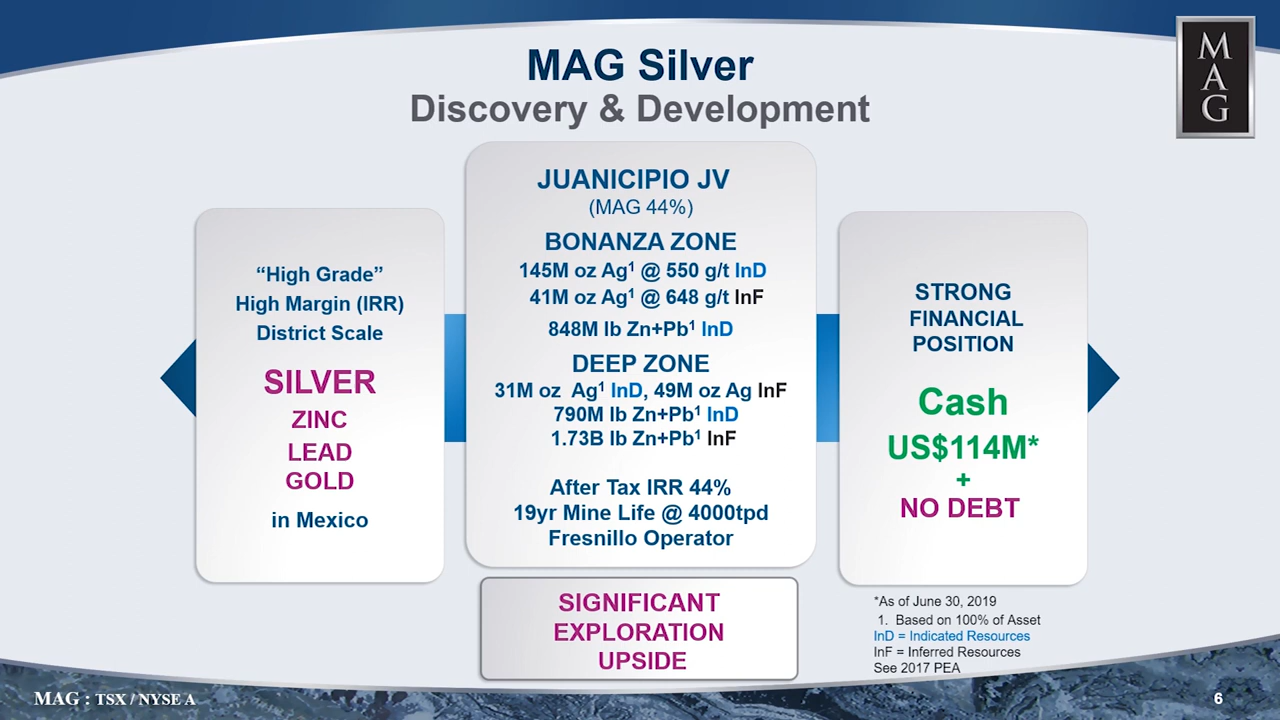 MAG Silver
Discovery & Development
M
A
G
“High Grade”
High Margin (IRR)
District Scale
SILVER
ZINC
LEAD
GOLD
in Mexico
JUANICIPIO JV
(MAG 44%)
BONANZA ZONE
145M oz Ag¹ @ 550 g/t InD
41M oz Ag¹ @ 648 g/t InF
848M lb Zn+Pb¹ InD
DEEP ZONE
31M oz Ag¹ InD, 49M oz Ag InF
790M lb Zn+Pb¹ InD
1.73B lb Zn+Pb¹ InF
After Tax IRR 44%
19yr Mine Life @ 4000tpd
Fresnillo Operator
SIGNIFICANT
EXPLORATION
UPSIDE
STRONG
FINANCIAL
POSITION
Cash
US$114M*
+
NO DEBT
*As of June 30, 2019
1. Based on 100% of Asset
InD = Indicated Resources
InF = Inferred Resources
See 2017 PEA
MAG : TSX / NYSE A
6